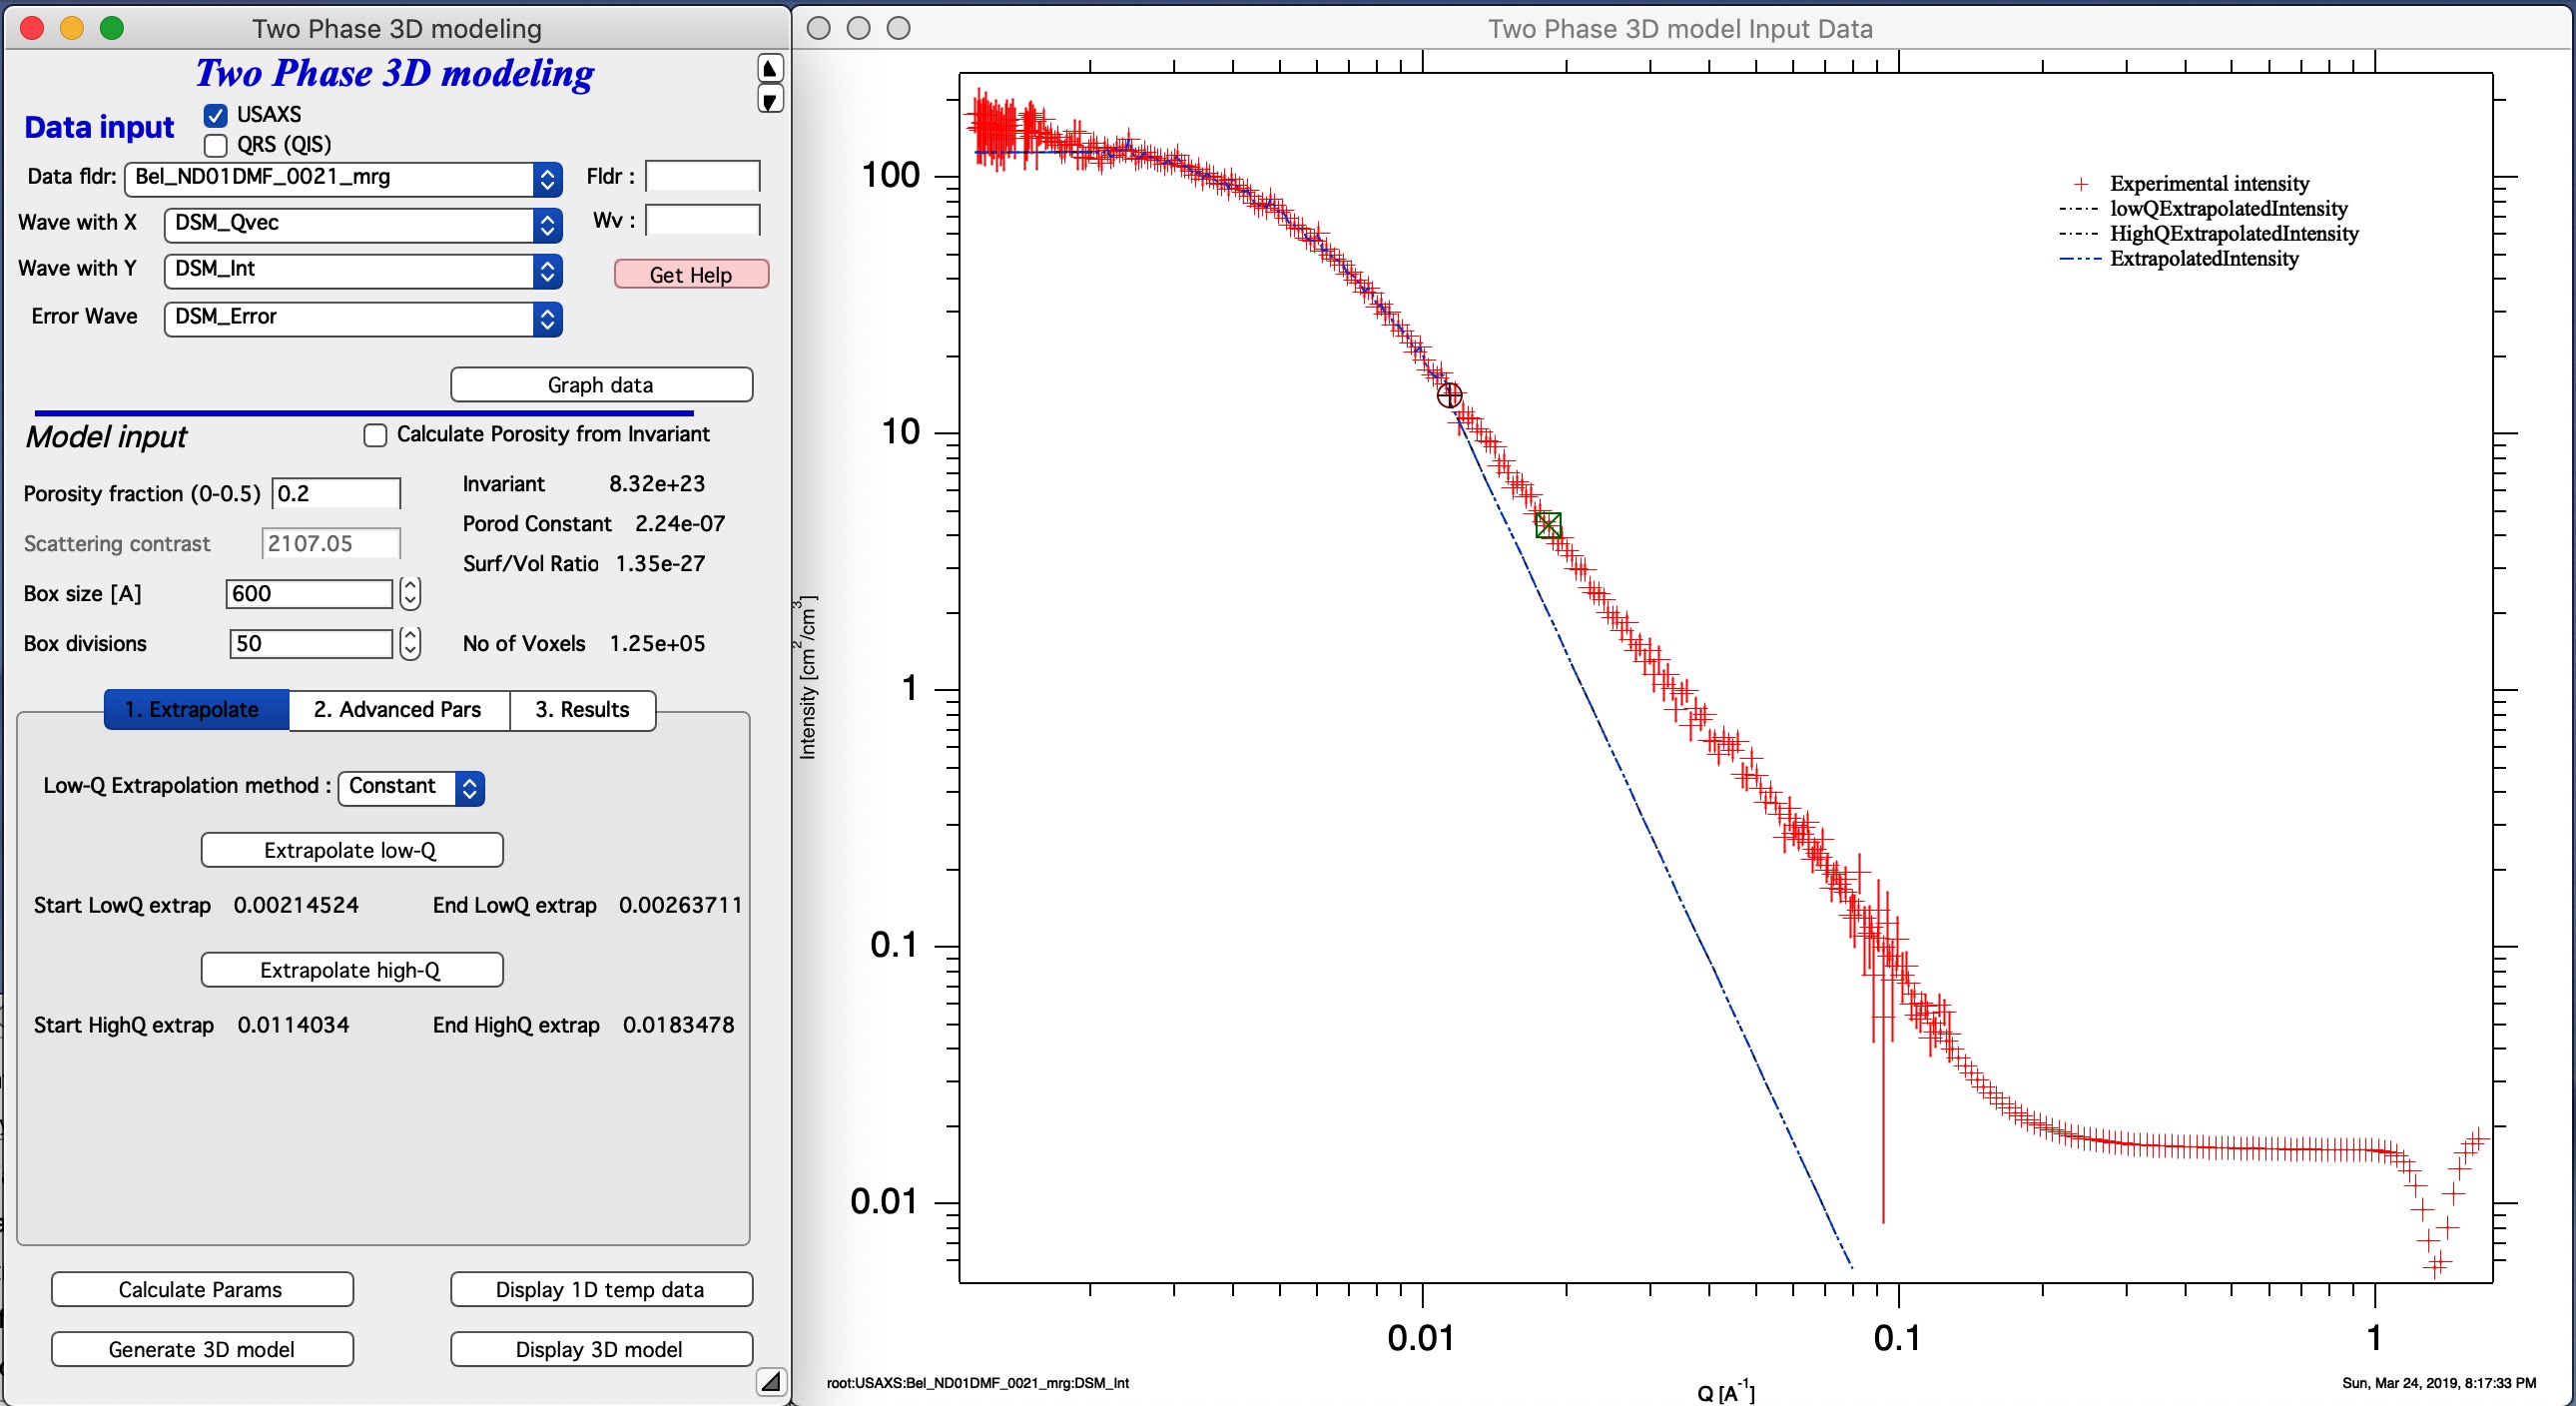 Two Phase 3D modeling
Two Phase 3D modeling
Data input
USAXS
QRS (QIS)
Data fldr: Bel_ND01DMF_0021_mrg Fldr :
Wave with X DSM_Qvec Wv :
Wave with Y DSM_Int Get Help
Error Wave DSM_Error
Graph data
Model input Calculate Porosity from Invariant
Porosity fraction (0-0.5) 0.2 Invariant 8.32e+23
Porod Constant 2.24e-07
Scattering contrast 2107.05
Surf/Vol Ratio 1.35e-27
Box size [A] 600
Box divisions 50 No of Voxels 1.25e+05
1. Extrapolate 2. Advanced Pars 3. Results
Low-Q Extrapolation method : Constant
Extrapolate low-Q
Start LowQ extrap 0.00214524 End LowQ extrap 0.00263711
Extrapolate high-Q
Start HighQ extrap 0.0114034 End HighQ extrap 0.0183478
Calculate Params Display 1D temp data
Generate 3D model Display 3D model
Two Phase 3D model Input Data
100
10
1
0.1
0.01
Intensity [cm2/cm3]
Experimental intensity
lowQExtrapolatedIntensity
HighQExtrapolatedIntensity
ExtrapolatedIntensity
0.01 0.1 1
root:USAXS:Bel_ND01DMF_0021_mrg:DSM_Int
Q [A-1]
Sun, Mar 24, 2019, 8:17:33 PM